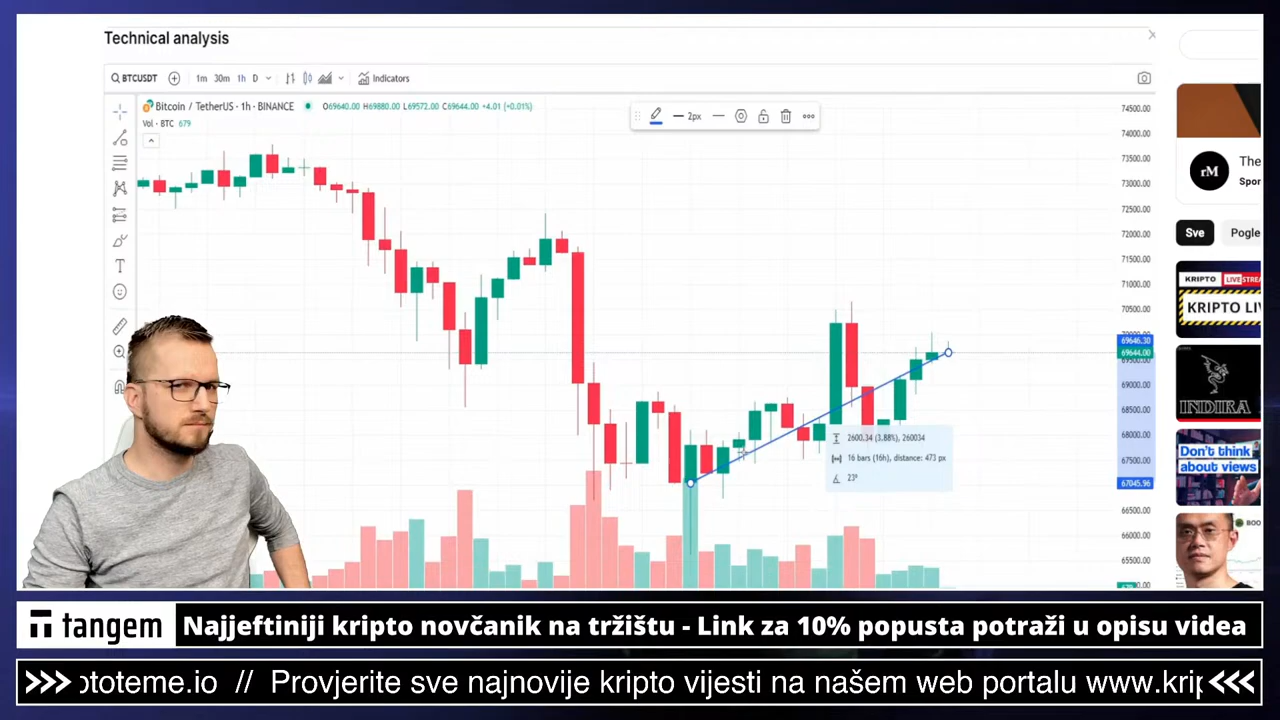 Technical analysis
BTCUSDT 1m 30m 1h D Indicators
Bitcoin / TetherUS · 1h · BINANCE O69640.00 H69880.00 L69572.00 C69644.00 +4.01 (+0.01%)
Vol · BTC 679
2px
74500.00
74000.00
73500.00
73000.00
72500.00
72000.00
71500.00
71000.00
70500.00
69646.30
69644.00
69000.00
68500.00
68000.00
67500.00
67045.96
66500.00
66000.00
65500.00
2600.34 (3.88%), 260034
16 bars (16h), distance: 473 px
23°
rM
The
Spor
Sve
Pogle
KRIPTO LIVESTRE
KRIPTO LIV
INDIRA
Don't think
about views
BOO
tangem
Najjeftiniji kripto novčanik na tržištu - Link za 10% popusta potraži u opisu videa
ototeme.io // Provjerite sve najnovije kripto vijesti na našem web portalu www.krip